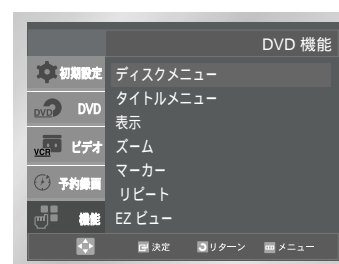 DVD 機能
初期設定
DVD
DVD
VCR
ビデオ
予約録画
機能
ディスクメニュー
タイトルメニュー
表示
ズーム
マーカー
リピート
EZ ビュー
決定
リターン
メニュー